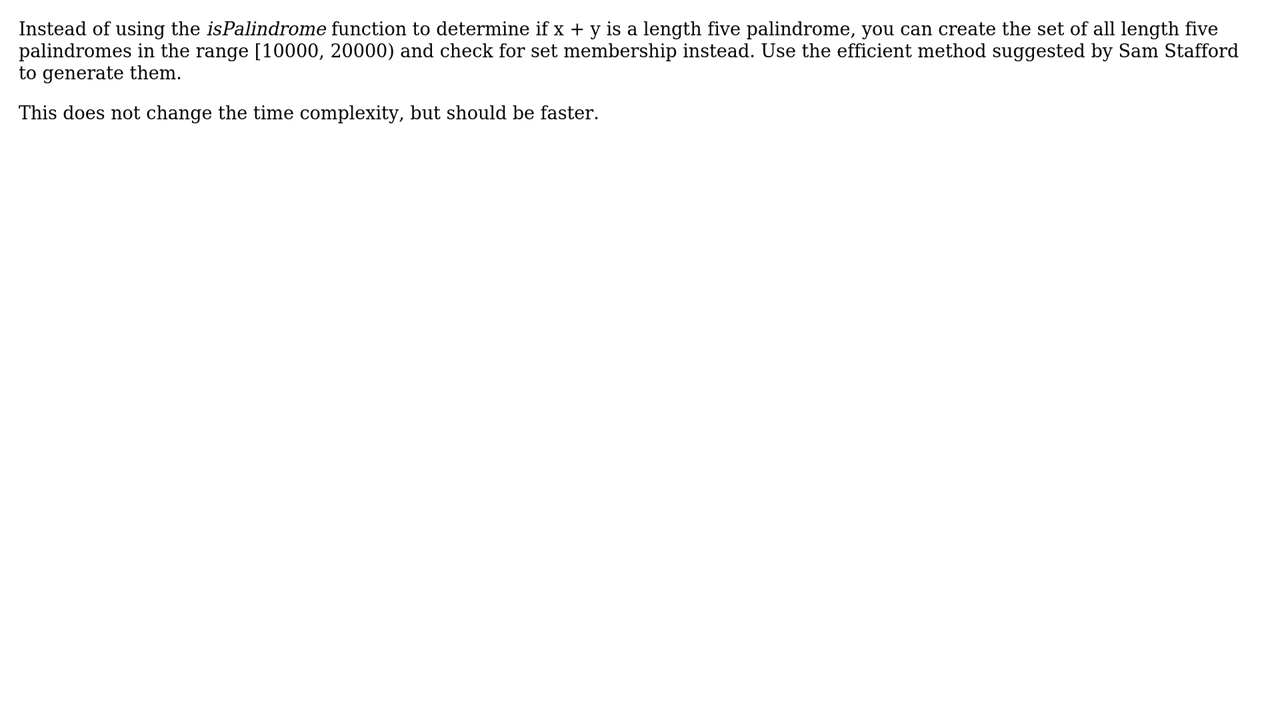 Instead of using the isPalindrome function to determine if x + y is a length five palindrome, you can create the set of all length five
palindromes in the range [10000, 20000) and check for set membership instead. Use the efficient method suggested by Sam Stafford
to generate them.
This does not change the time complexity, but should be faster.